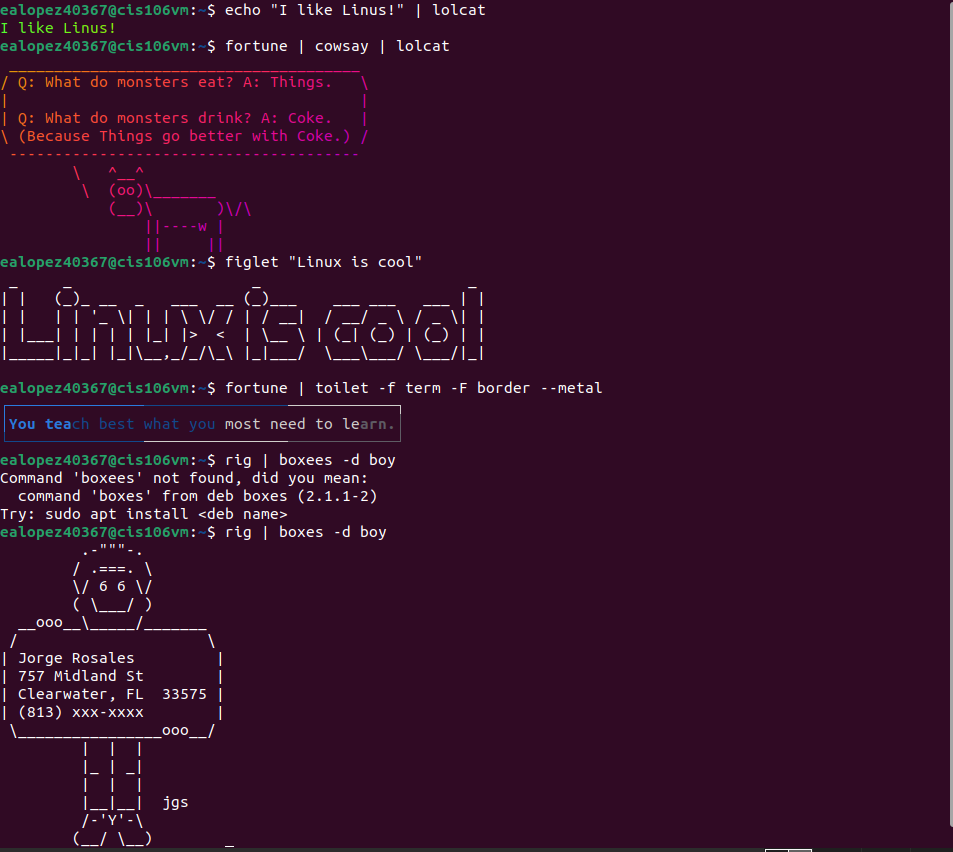 ealopez40367@cis106vm:~$ echo "I like Linus!" | lolcat
I like Linus!
ealopez40367@cis106vm:~$ fortune | cowsay | lolcat
 _______________________________________
/ Q: What do monsters eat? A: Things.   \
|                                       |
| Q: What do monsters drink? A: Coke.   |
\ (Because Things go better with Coke.) /
 ---------------------------------------
        \   ^__^
         \  (oo)\_______
            (__)\       )\/\
                ||----w |
                ||     ||
ealopez40367@cis106vm:~$ figlet "Linux is cool"
 _     _                    _                       _
| |   (_)_ __  _   ___  __ (_)___    ___ ___   ___ | |
| |   | | '_ \| | | \ \/ / | / __|  / __/ _ \ / _ \| |
| |___| | | | | |_| |>  <  | \__ \ | (_| (_) | (_) | |
|_____|_|_| |_|\__,_/_/\_\ |_|___/  \___\___/ \___/|_|

ealopez40367@cis106vm:~$ fortune | toilet -f term -F border --metal
You teach best what you most need to learn.
ealopez40367@cis106vm:~$ rig | boxees -d boy
Command 'boxees' not found, did you mean:
  command 'boxes' from deb boxes (2.1.1-2)
Try: sudo apt install <deb name>
ealopez40367@cis106vm:~$ rig | boxes -d boy
         .-"""-.
        / .===. \
        \/ 6 6 \/
        ( \___/ )
  __ooo__\_____/_______
 /                     \
| Jorge Rosales         |
| 757 Midland St        |
| Clearwater, FL  33575 |
| (813) xxx-xxxx        |
 \________________ooo__/
         |  |  |
         |_ | _|
         |  |  |
         |__|__|  jgs
         /-'Y'-\
        (__/ \__)